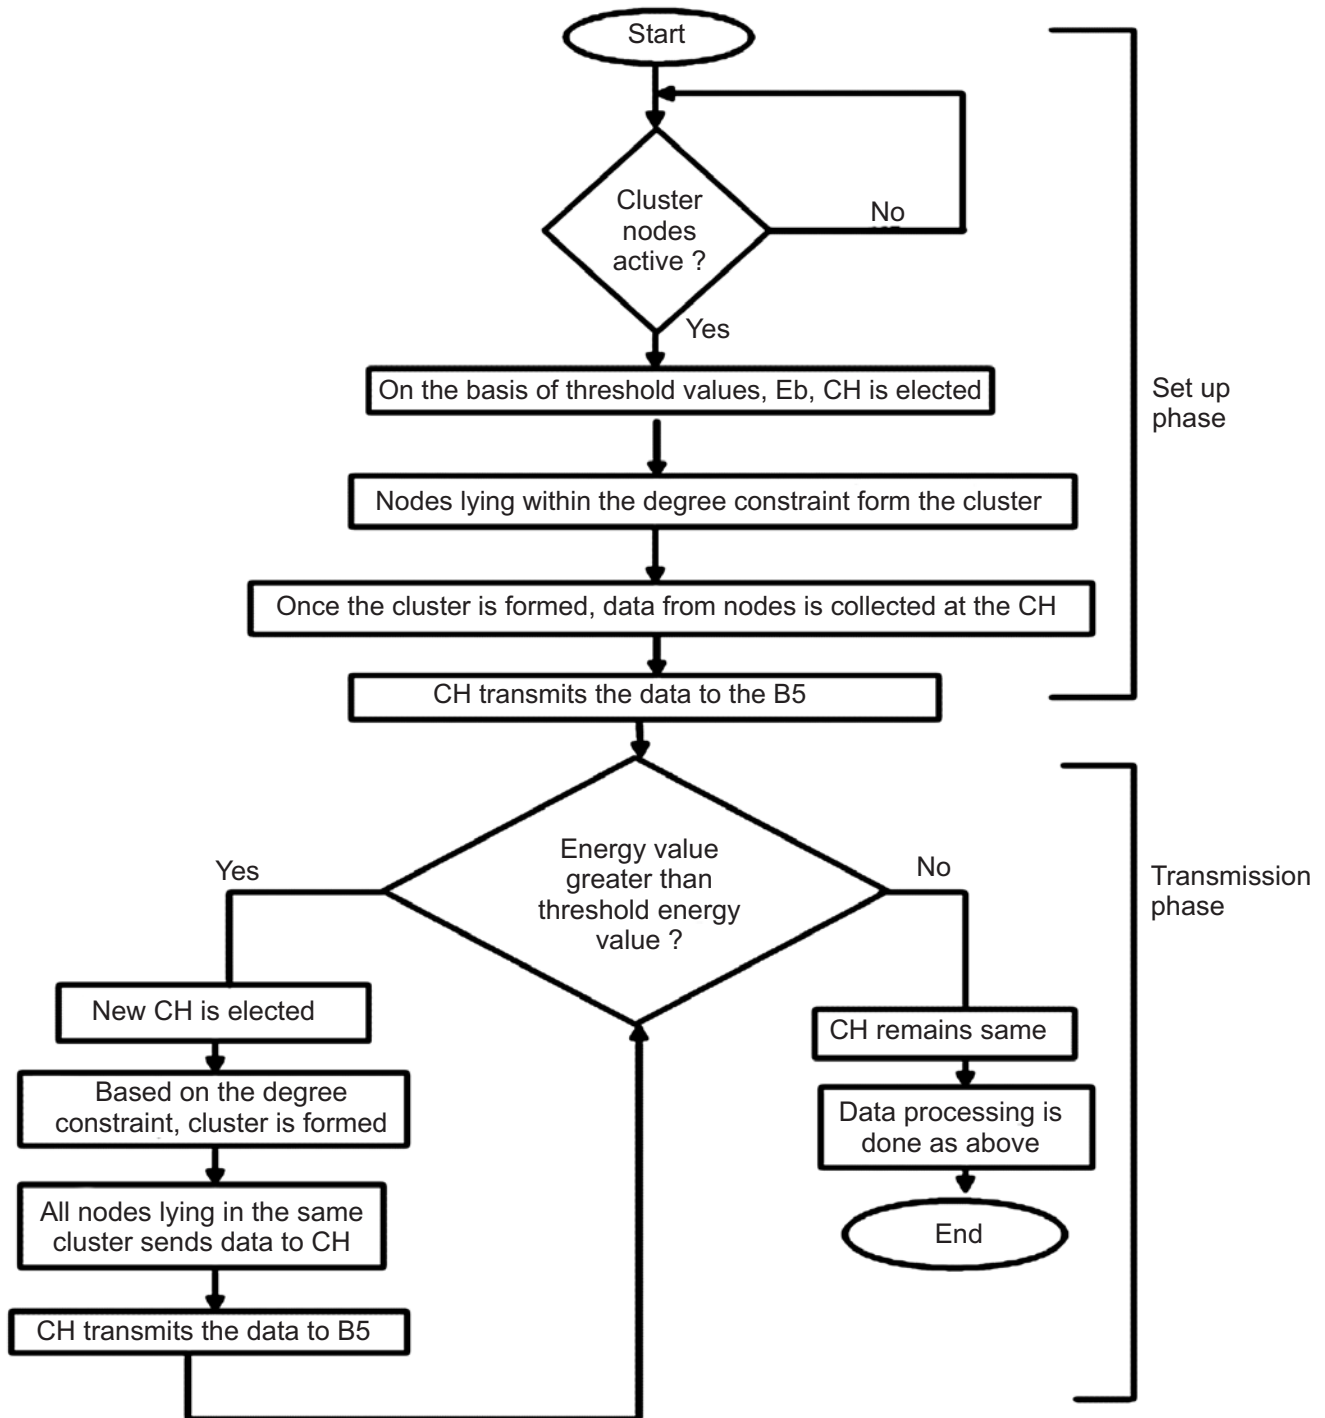 Start
Cluster
nodes
active ?
No
Yes
On the basis of threshold values, Eb, CH is elected
Set up
phase
Nodes lying within the degree constraint form the cluster
Once the cluster is formed, data from nodes is collected at the CH
CH transmits the data to the B5
Energy value
greater than
threshold energy
value ?
Yes
No
Transmission
phase
New CH is elected
Based on the degree
constraint, cluster is formed
All nodes lying in the same
cluster sends data to CH
CH transmits the data to B5
CH remains same
Data processing is
done as above
End